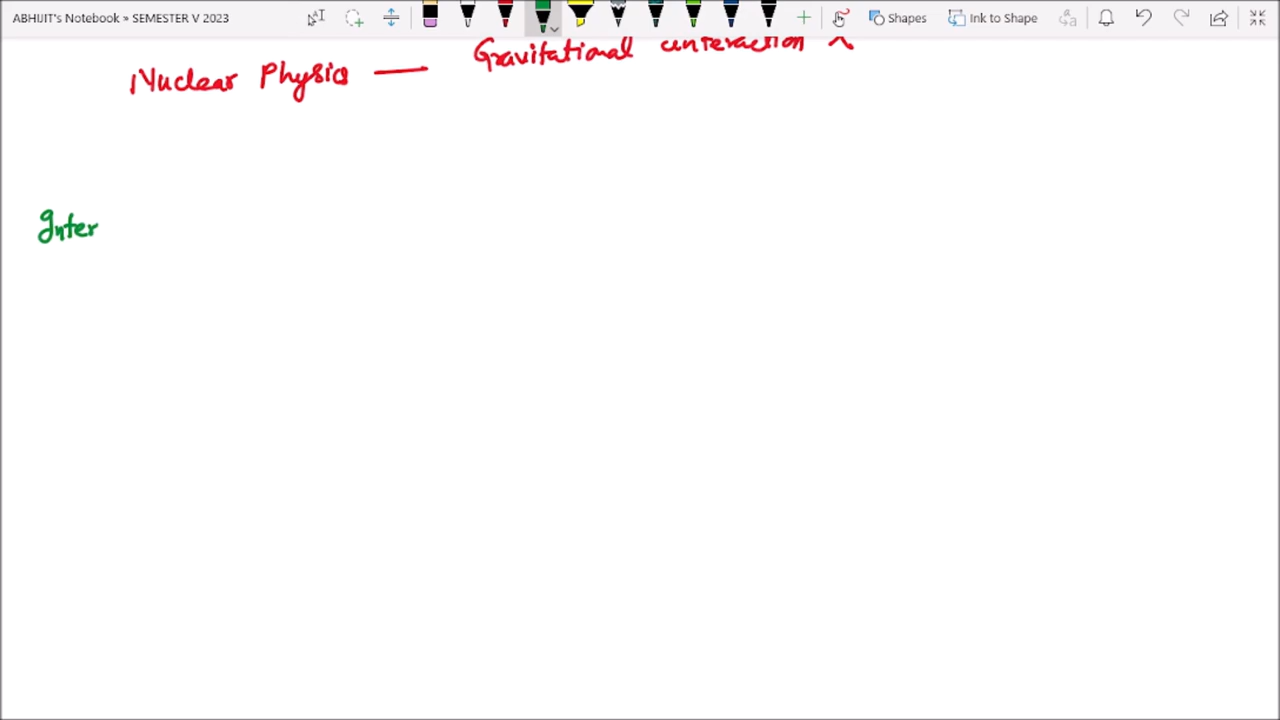 ABHIJIT's Notebook » SEMESTER V 2023
Shapes
Ink to Shape
Nuclear Physics — Gravitational interaction ×
Inter